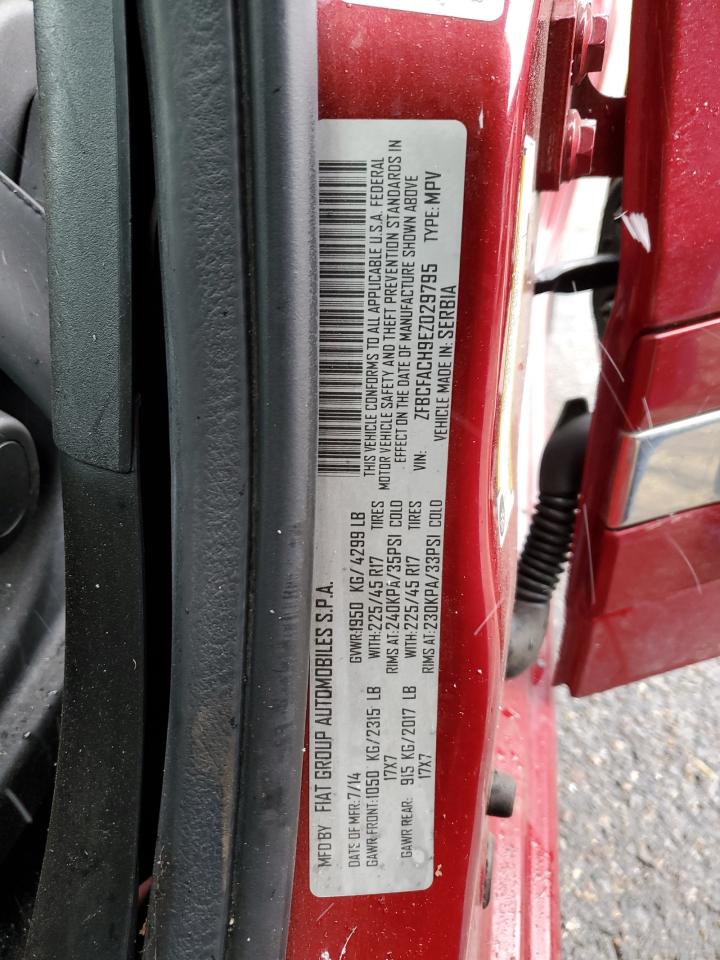 MFD BY FIAT GROUP AUTOMOBILES S.P.A.
DATE OF MFR: 7/14 GVWR: 1950 KG/ 4299 LB
GAWR FRONT: 1050 KG/2315 LB WITH: 225/45 R17 TIRES
17X7 RIMS AT: 240KPA/35PSI COLD
GAWR REAR: 915 KG/2017 LB WITH: 225/45 R17 TIRES
17X7 RIMS AT: 230KPA/33PSI COLD
THIS VEHICLE CONFORMS TO ALL APPLICABLE U.S.A. FEDERAL
MOTOR VEHICLE SAFETY AND THEFT PREVENTION STANDARDS IN
EFFECT ON THE DATE OF MANUFACTURE SHOWN ABOVE
VIN: ZFBCFACH9EZ029795 TYPE: MPV
VEHICLE MADE IN: SERBIA